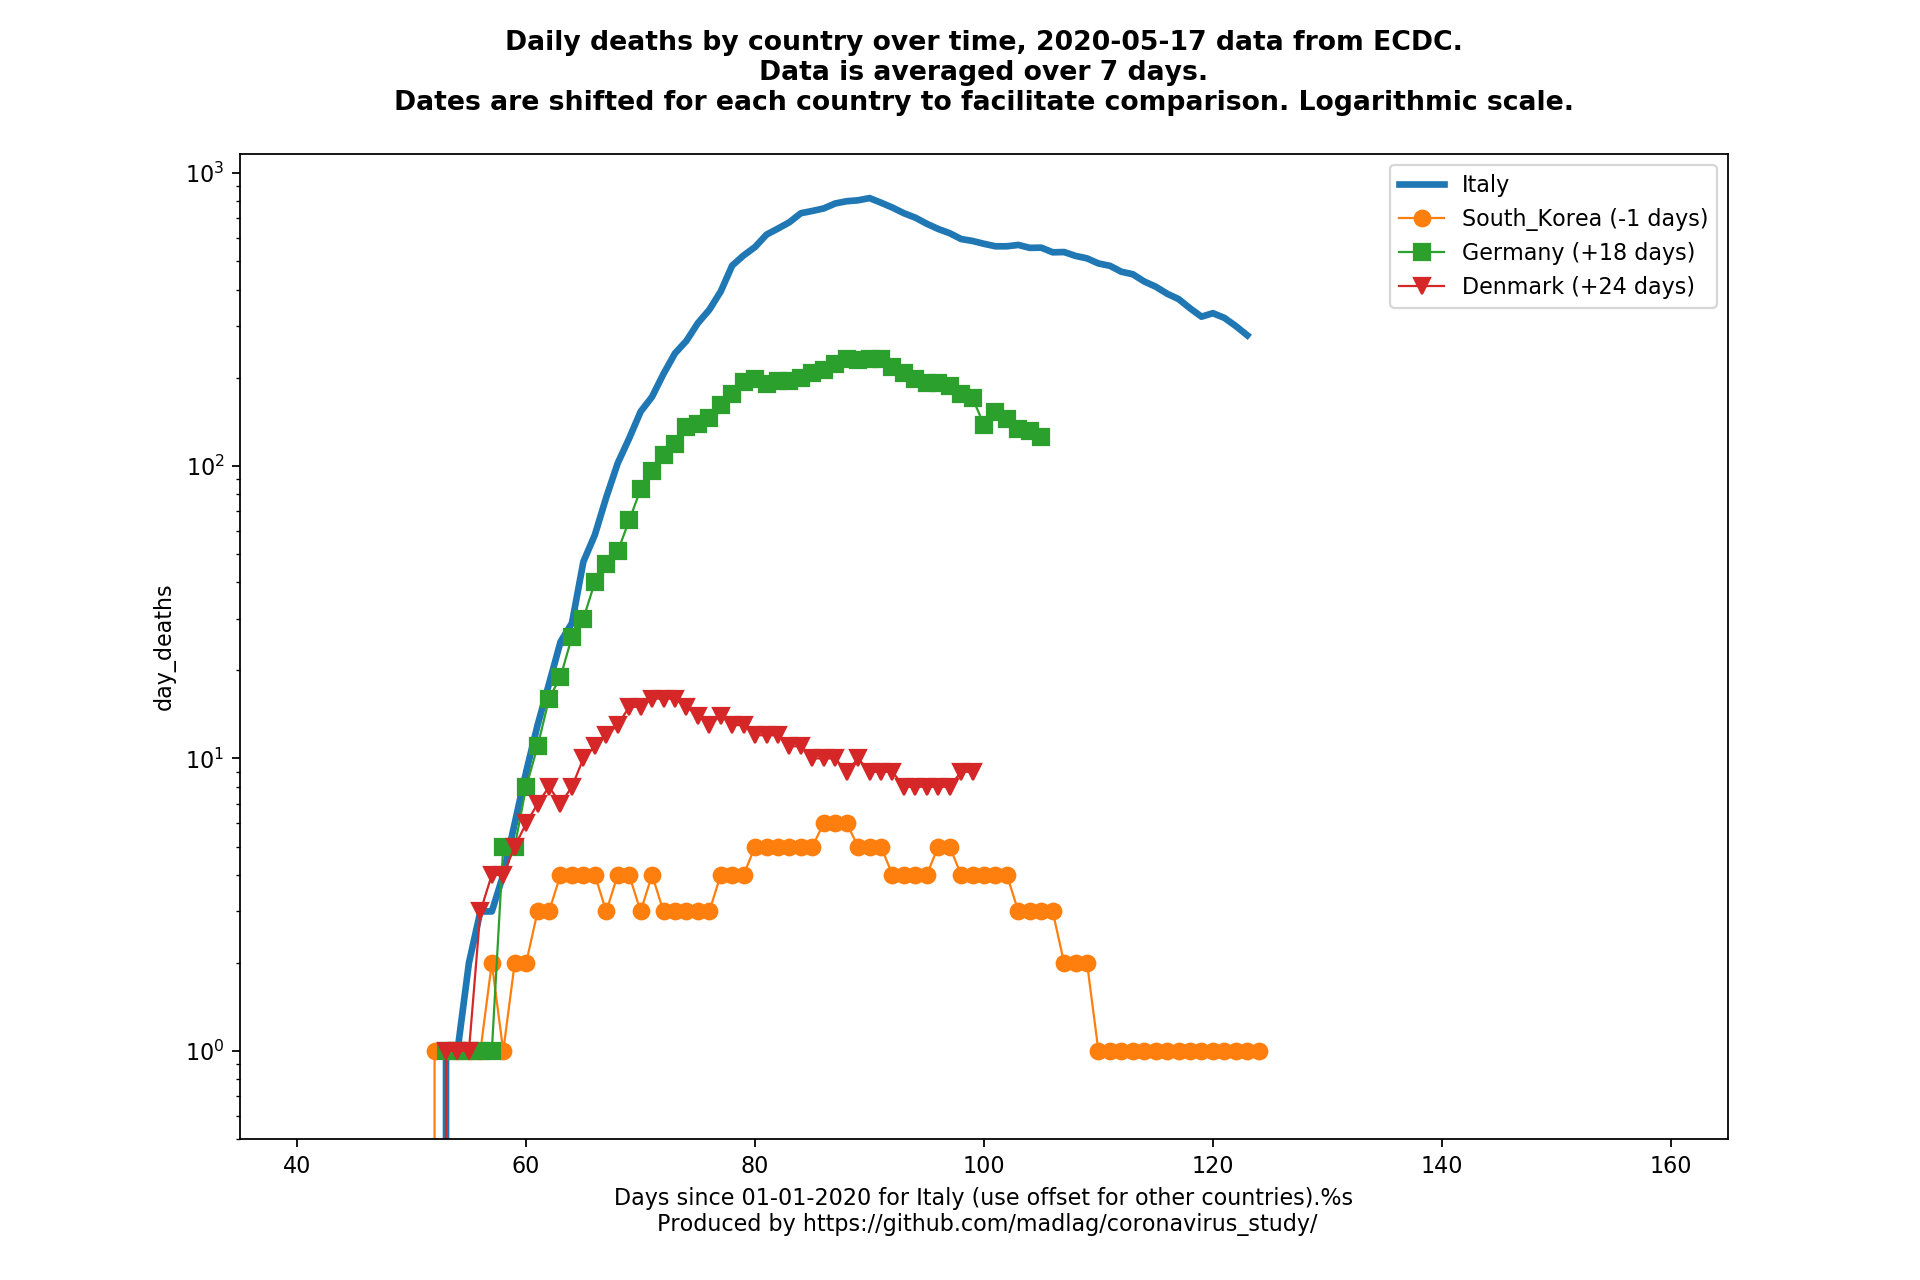 Daily deaths by country over time, 2020-05-17 data from ECDC.
Data is averaged over 7 days.
Dates are shifted for each country to facilitate comparison. Logarithmic scale.
10³
10²
10¹
10⁰
day_deaths
Italy
South_Korea (-1 days)
Germany (+18 days)
Denmark (+24 days)
40 60 80 100 120 140 160
Days since 01-01-2020 for Italy (use offset for other countries).%s
Produced by https://github.com/madlag/coronavirus_study/